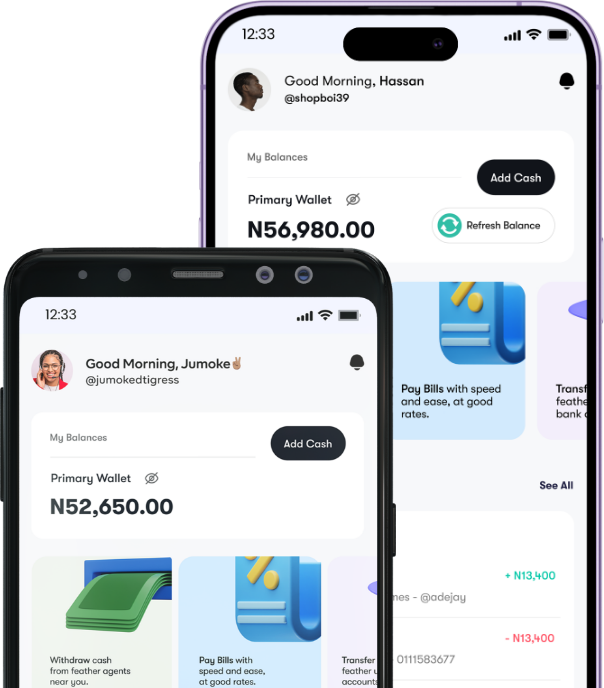 12:33
Good Morning, Hassan
@shopboi39
My Balances
Add Cash
Primary Wallet
N56,980.00
Refresh Balance
Pay Bills with speed
and ease, at good
rates.
Transf
feathe
bank
See All
+ N13,400
mes - @adejay
- N13,400
0111583677
12:33
Good Morning, Jumoke✌🏽
@jumokedtigress
My Balances
Add Cash
Primary Wallet
N52,650.00
Withdraw cash
from feather agents
near you.
Pay Bills with
speed and ease,
at good rates.
Transfer
feather u
accounts